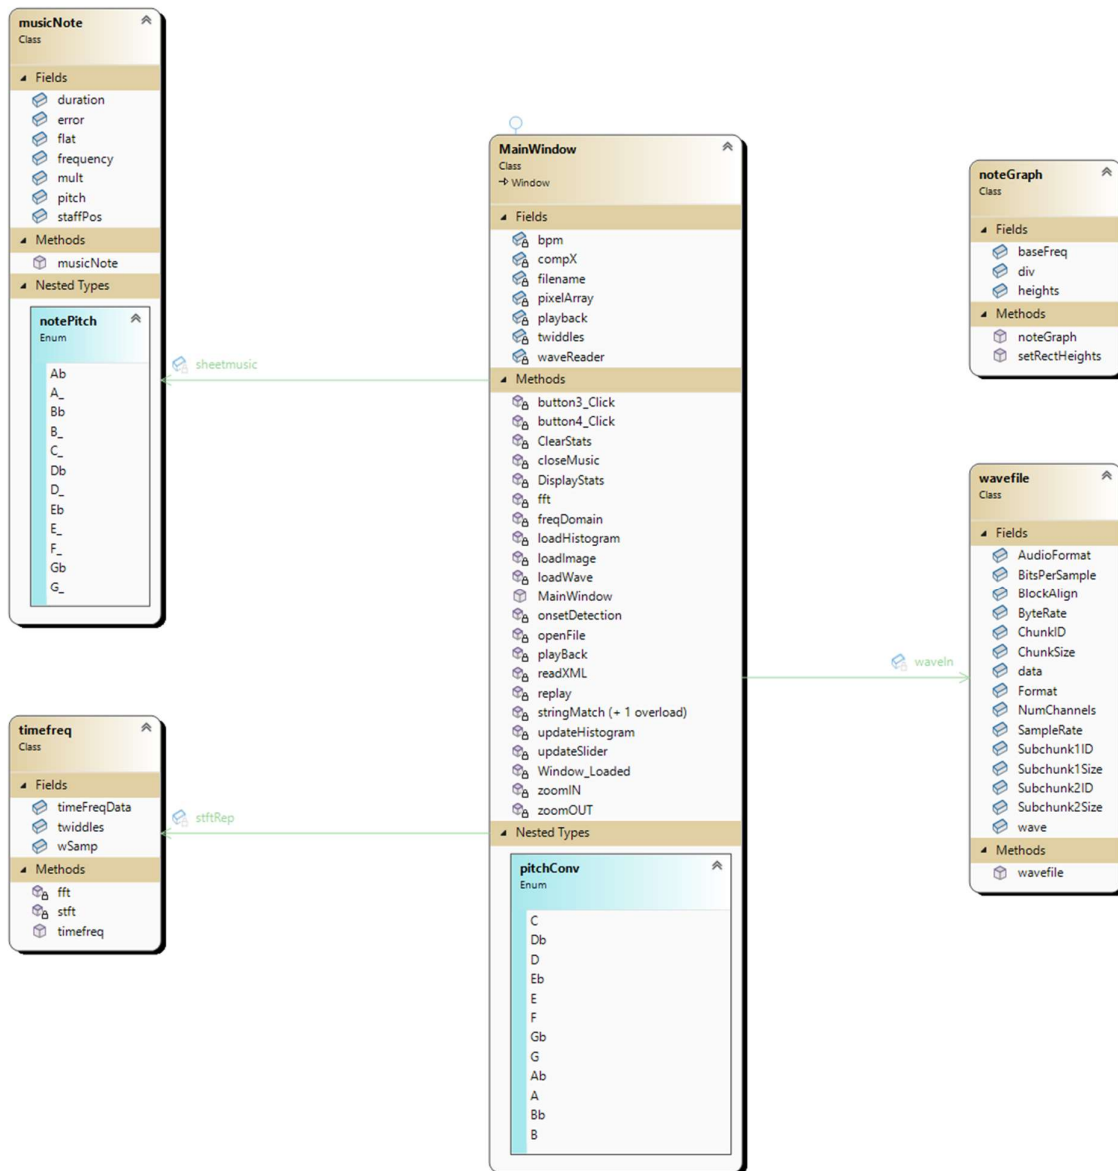 musicNote
Class
Fields
duration
error
flat
frequency
mult
pitch
staffPos
Methods
musicNote
Nested Types
notePitch
Enum
Ab
A_
Bb
B_
C_
Db
D_
Eb
E_
F_
Gb
G_
sheetmusic
timefreq
Class
Fields
timeFreqData
twiddles
wSamp
Methods
fft
stft
timefreq
stftRep
MainWindow
Class
Window
Fields
bpm
compX
filename
pixelArray
playback
twiddles
waveReader
Methods
button3_Click
button4_Click
ClearStats
closeMusic
DisplayStats
fft
freqDomain
loadHistogram
loadImage
loadWave
MainWindow
onsetDetection
openFile
playBack
readXML
replay
stringMatch (+ 1 overload)
updateHistogram
updateSlider
Window_Loaded
zoomIN
zoomOUT
Nested Types
pitchConv
Enum
C
Db
D
Eb
E
F
Gb
G
Ab
A
Bb
B
waveIn
noteGraph
Class
Fields
baseFreq
div
heights
Methods
noteGraph
setRectHeights
wavefile
Class
Fields
AudioFormat
BitsPerSample
BlockAlign
ByteRate
ChunkID
ChunkSize
data
Format
NumChannels
SampleRate
Subchunk1ID
Subchunk1Size
Subchunk2ID
Subchunk2Size
wave
Methods
wavefile